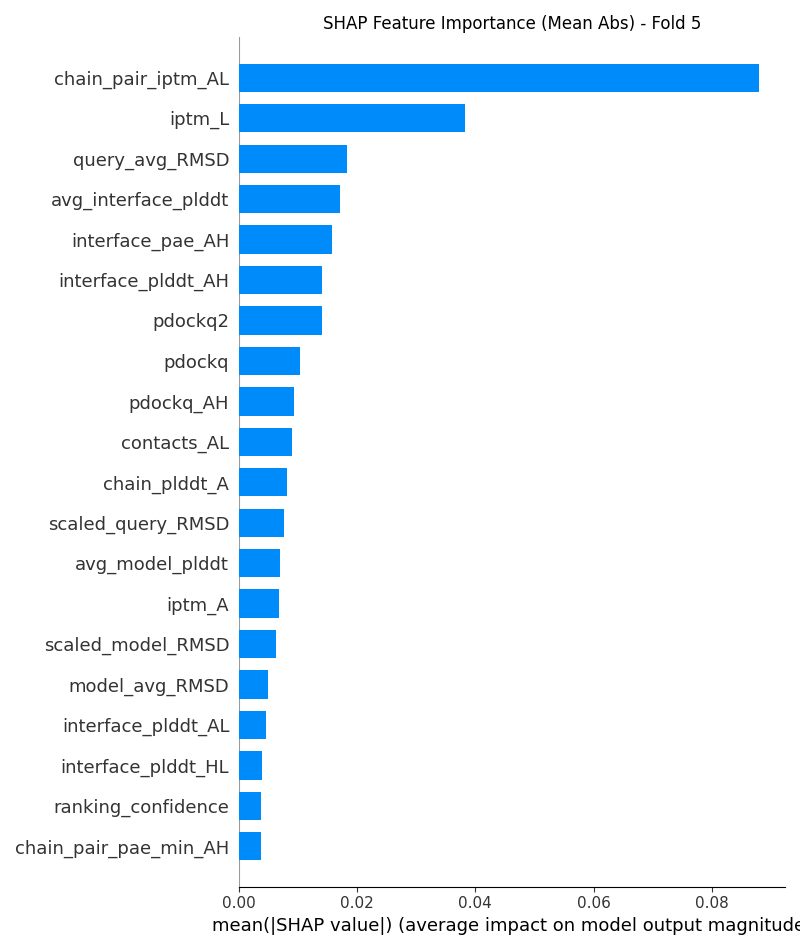 SHAP Feature Importance (Mean Abs) - Fold 5
chain_pair_iptm_AL
iptm_L
query_avg_RMSD
avg_interface_plddt
interface_pae_AH
interface_plddt_AH
pdockq2
pdockq
pdockq_AH
contacts_AL
chain_plddt_A
scaled_query_RMSD
avg_model_plddt
iptm_A
scaled_model_RMSD
model_avg_RMSD
interface_plddt_AL
interface_plddt_HL
ranking_confidence
chain_pair_pae_min_AH
0.00 0.02 0.04 0.06 0.08
mean(|SHAP value|) (average impact on model output magnitude